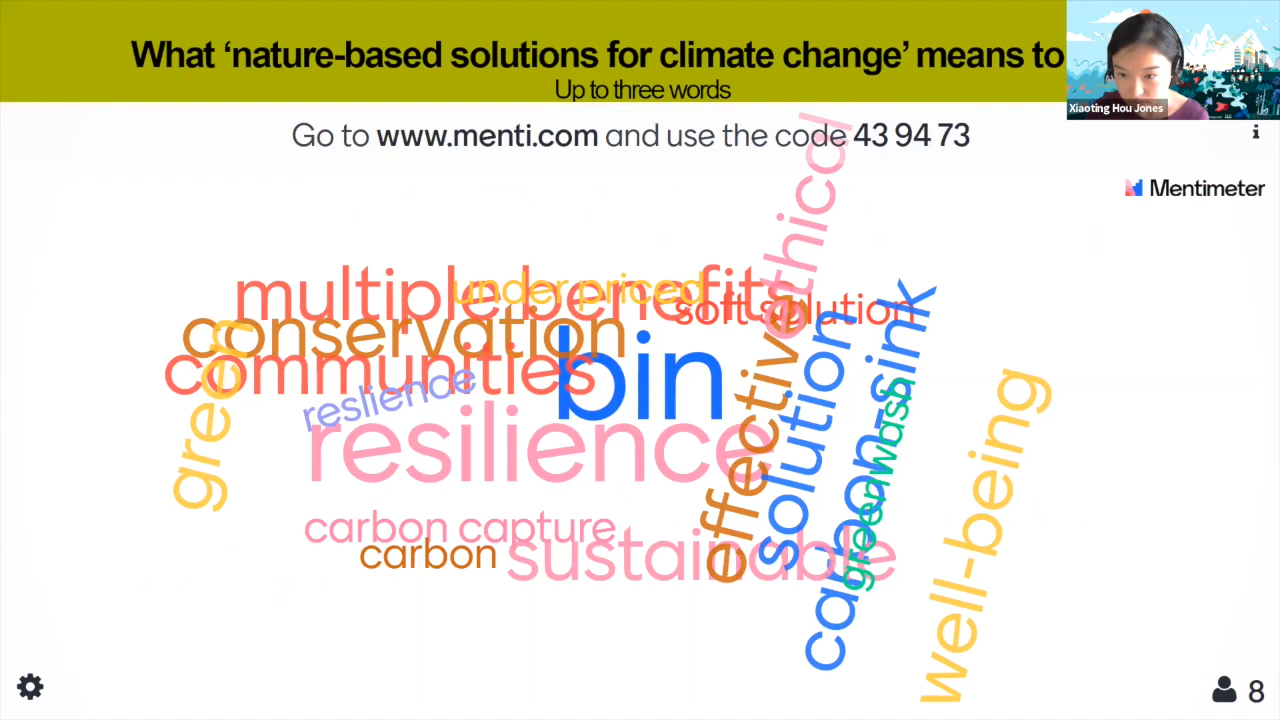 What ‘nature-based solutions for climate change’ means to
Up to three words
Xiaoting Hou Jones
Go to www.menti.com and use the code 43 94 73
i
Mentimeter
ethical
multiple benefits
under priced
soft solution
conservation
communities
bin
green
reslience
resilience
effective
solution
carbon-sink
greenwash
well-being
carbon capture
carbon
sustainable
8